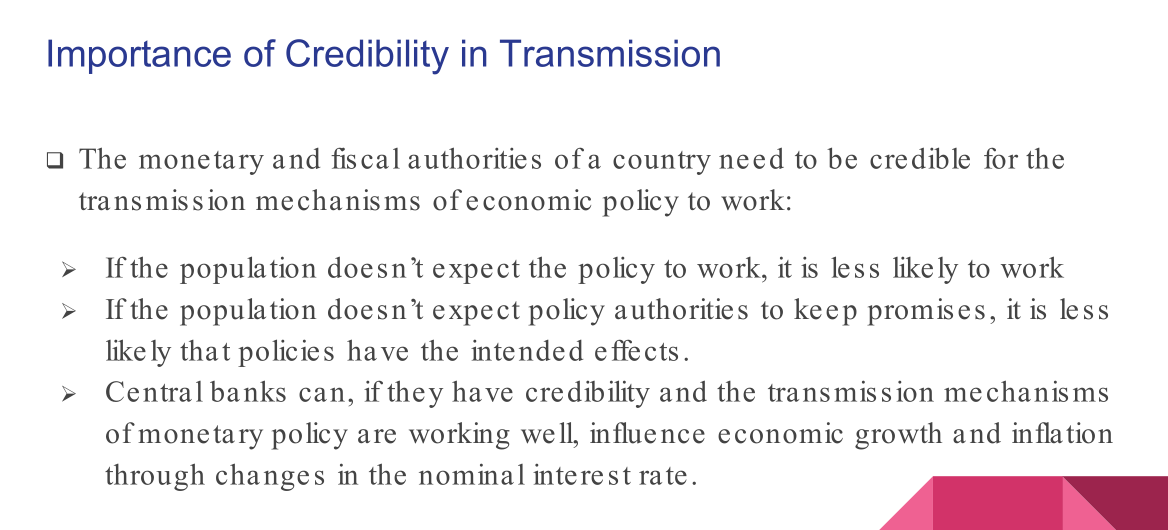 Importance of Credibility in Transmission
❑ The monetary and fiscal authorities of a country need to be credible for the
transmission mechanisms of economic policy to work:
➢ If the population doesn’t expect the policy to work, it is less likely to work
➢ If the population doesn’t expect policy authorities to keep promises, it is less
likely that policies have the intended effects.
➢ Central banks can, if they have credibility and the transmission mechanisms
of monetary policy are working well, influence economic growth and inflation
through changes in the nominal interest rate.